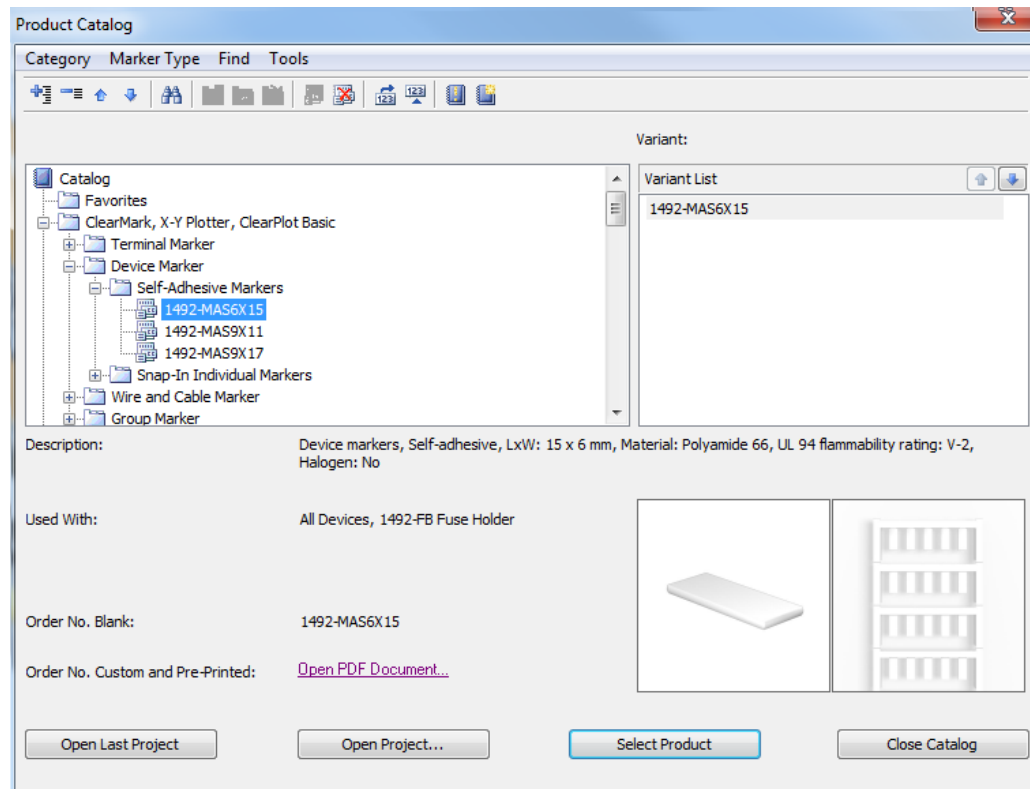 Product Catalog
Category Marker Type Find Tools
Variant:
Catalog
Favorites
ClearMark, X-Y Plotter, ClearPlot Basic
Terminal Marker
Device Marker
Self-Adhesive Markers
1492-MAS6X15
1492-MAS9X11
1492-MAS9X17
Snap-In Individual Markers
Wire and Cable Marker
Group Marker
Variant List
1492-MAS6X15
Description:
Device markers, Self-adhesive, LxW: 15 x 6 mm, Material: Polyamide 66, UL 94 flammability rating: V-2,
Halogen: No
Used With:
All Devices, 1492-FB Fuse Holder
Order No. Blank:
1492-MAS6X15
Order No. Custom and Pre-Printed:
Open PDF Document...
Open Last Project
Open Project...
Select Product
Close Catalog